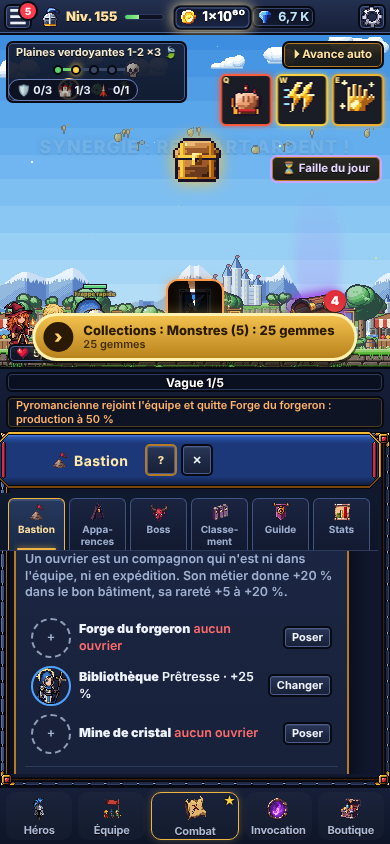 5
Niv. 155
1×10⁶⁰
6,7 K
Plaines verdoyantes 1-2 ×3
0/3
1/3
0/1
Avance auto
Q
W
E
Faille du jour
Frappe rapide
4
Collections : Monstres (5) : 25 gemmes
25 gemmes
Vague 1/5
Pyromancienne rejoint l'équipe et quitte Forge du forgeron :
production à 50 %
Bastion
?
×
Bastion
Appa-
rences
Boss
Classe-
ment
Guilde
Stats
Un ouvrier est un compagnon qui n'est ni dans
l'équipe, ni en expédition. Son métier donne +20 %
dans le bon bâtiment, sa rareté +5 à +20 %.
Forge du forgeron aucun
ouvrier
Poser
Bibliothèque Prêtresse · +25
%
Changer
Mine de cristal aucun ouvrier
Poser
Héros
Équipe
Combat
Invocation
Boutique